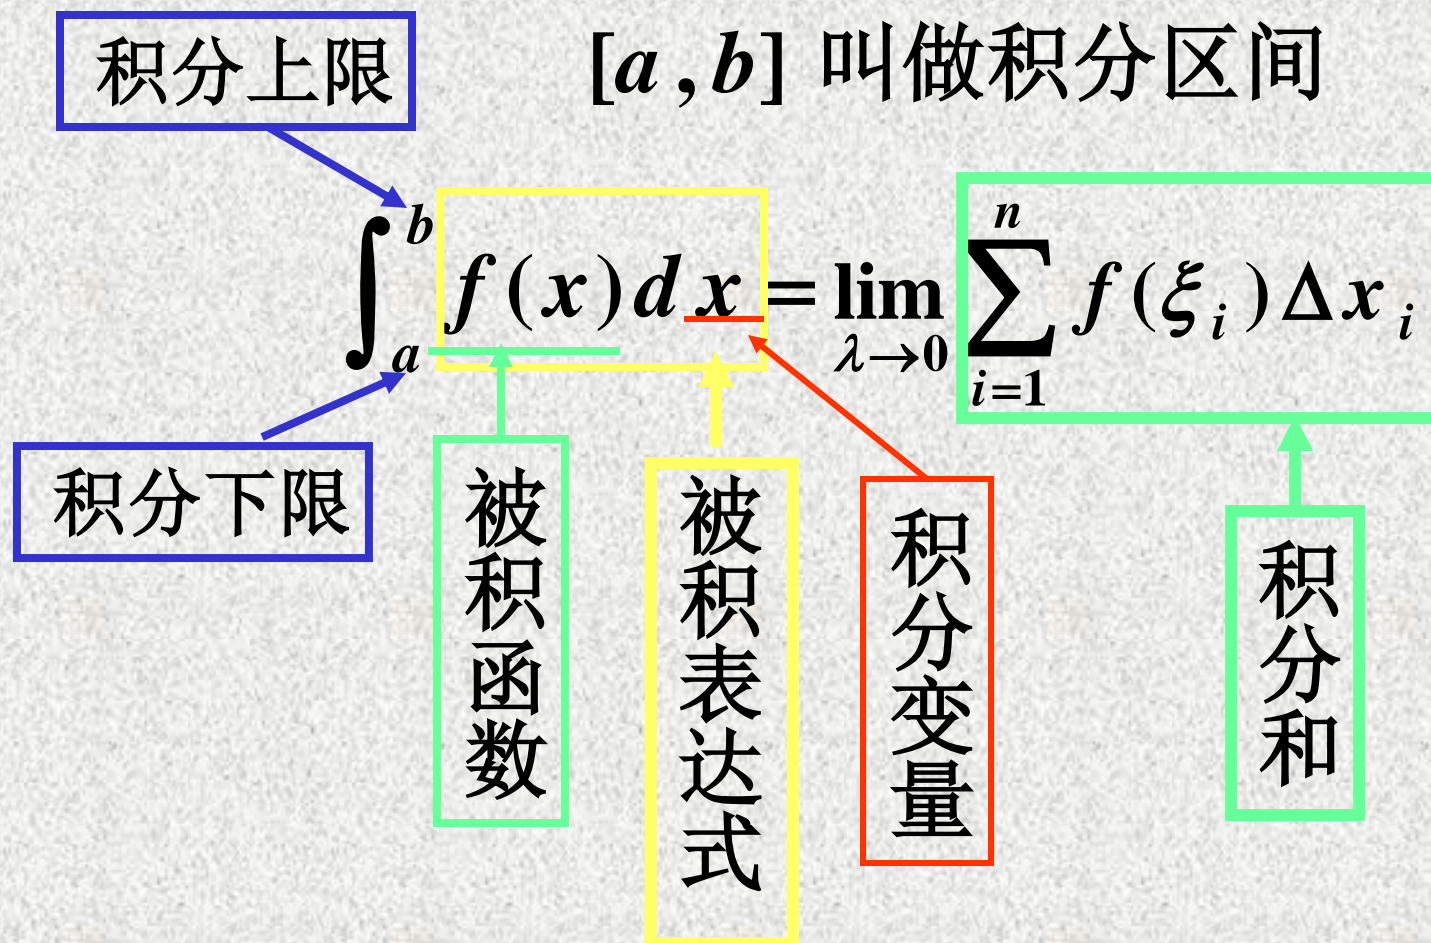 积分上限
[a , b] 叫做积分区间
∫_a^b f(x)dx = lim_{λ→0} ∑_{i=1}^n f(ξ_i)Δx_i
积分下限
被积函数
被积表达式
积分变量
积分和